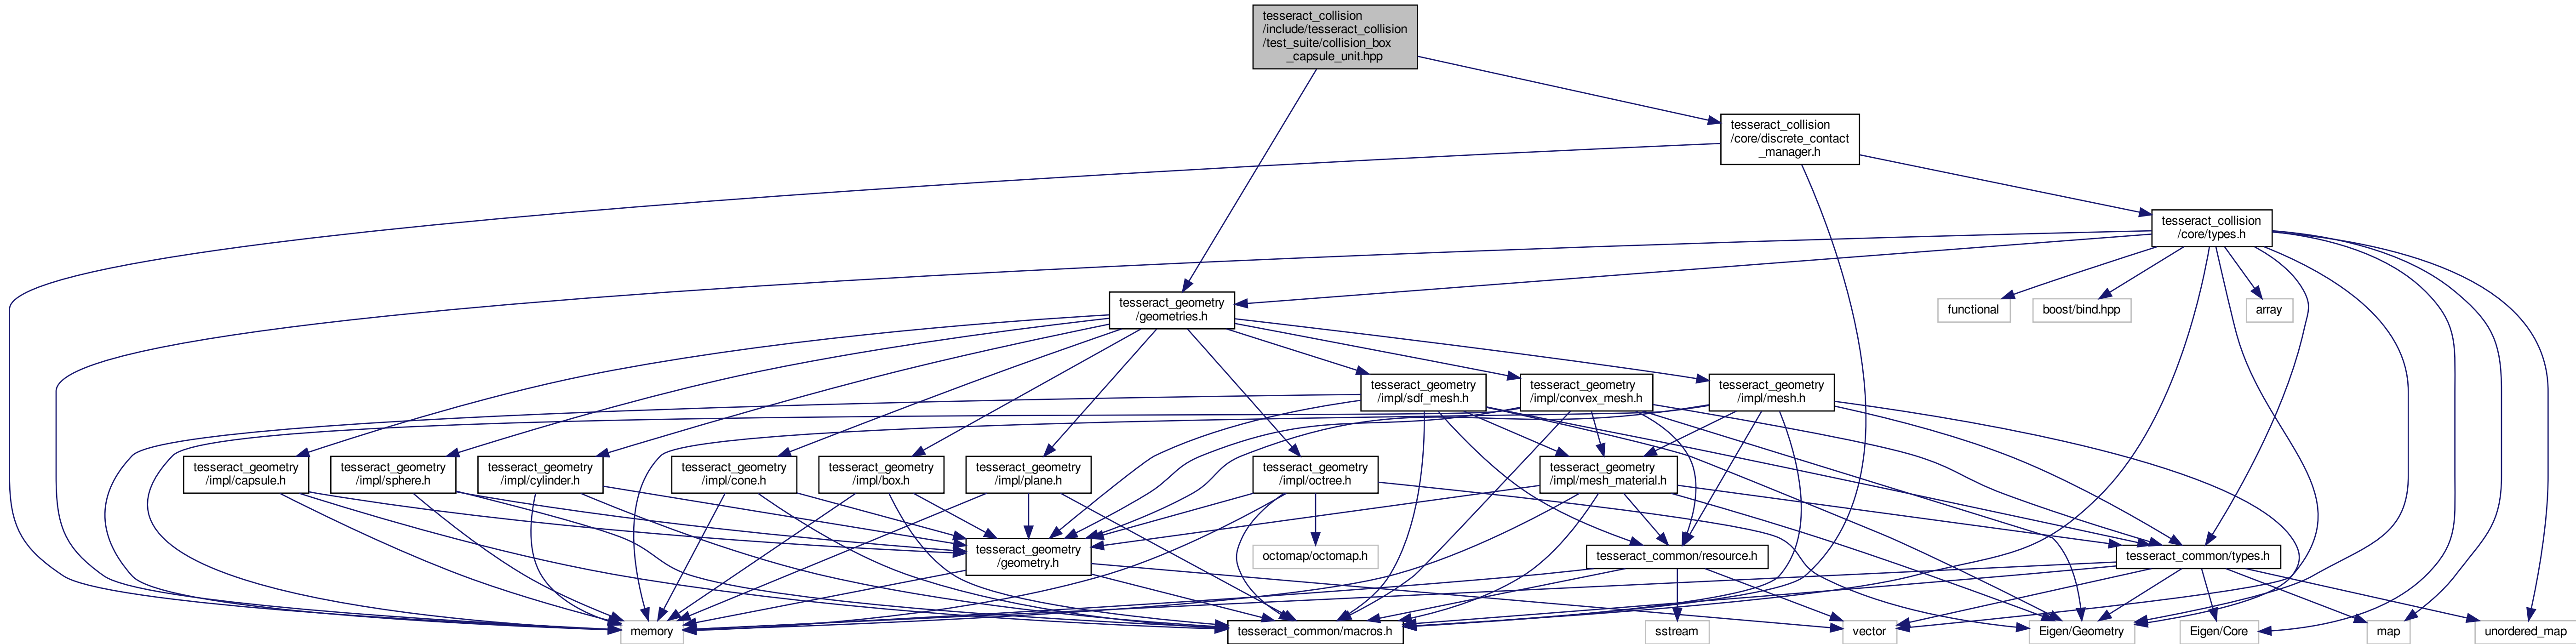 tesseract_collision
/include/tesseract_collision
/test_suite/collision_box
_capsule_unit.hpp
tesseract_collision
/core/discrete_contact
_manager.h
tesseract_collision
/core/types.h
tesseract_geometry
/geometries.h
functional
boost/bind.hpp
array
tesseract_geometry
/impl/sdf_mesh.h
tesseract_geometry
/impl/convex_mesh.h
tesseract_geometry
/impl/mesh.h
tesseract_geometry
/impl/capsule.h
tesseract_geometry
/impl/sphere.h
tesseract_geometry
/impl/cylinder.h
tesseract_geometry
/impl/cone.h
tesseract_geometry
/impl/box.h
tesseract_geometry
/impl/plane.h
tesseract_geometry
/impl/octree.h
tesseract_geometry
/impl/mesh_material.h
tesseract_geometry
/geometry.h
octomap/octomap.h
tesseract_common/resource.h
tesseract_common/types.h
memory
tesseract_common/macros.h
sstream
vector
Eigen/Geometry
Eigen/Core
map
unordered_map